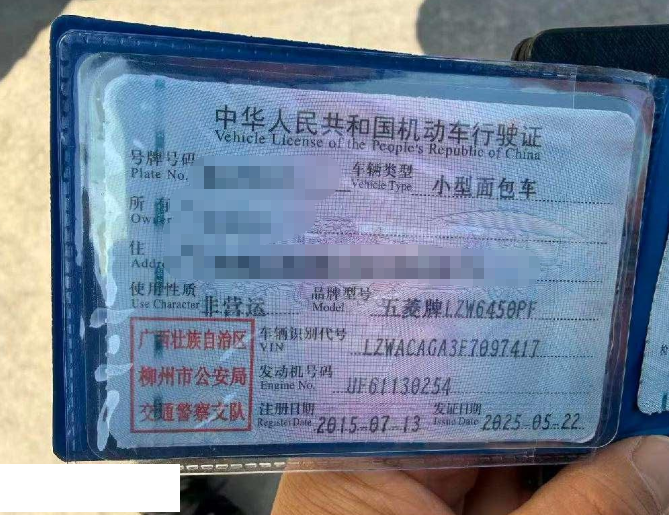 中华人民共和国机动车行驶证
Vehicle License of the People's Republic of China
号牌号码 车辆类型 小型面包车
Plate No. Vehicle Type
所有
Owner
住
Addre
使用性质 非营运 品牌型号 五菱牌LZW6450PF
Use Character Model
广西壮族自治区
柳州市公安局
交通警察支队
车辆识别代号 LZWACAGA3F7097417
VIN
发动机号码 UF61130254
Engine No.
注册日期 2015-07-13 发证日期 2025-05-22
Register Date Issue Date